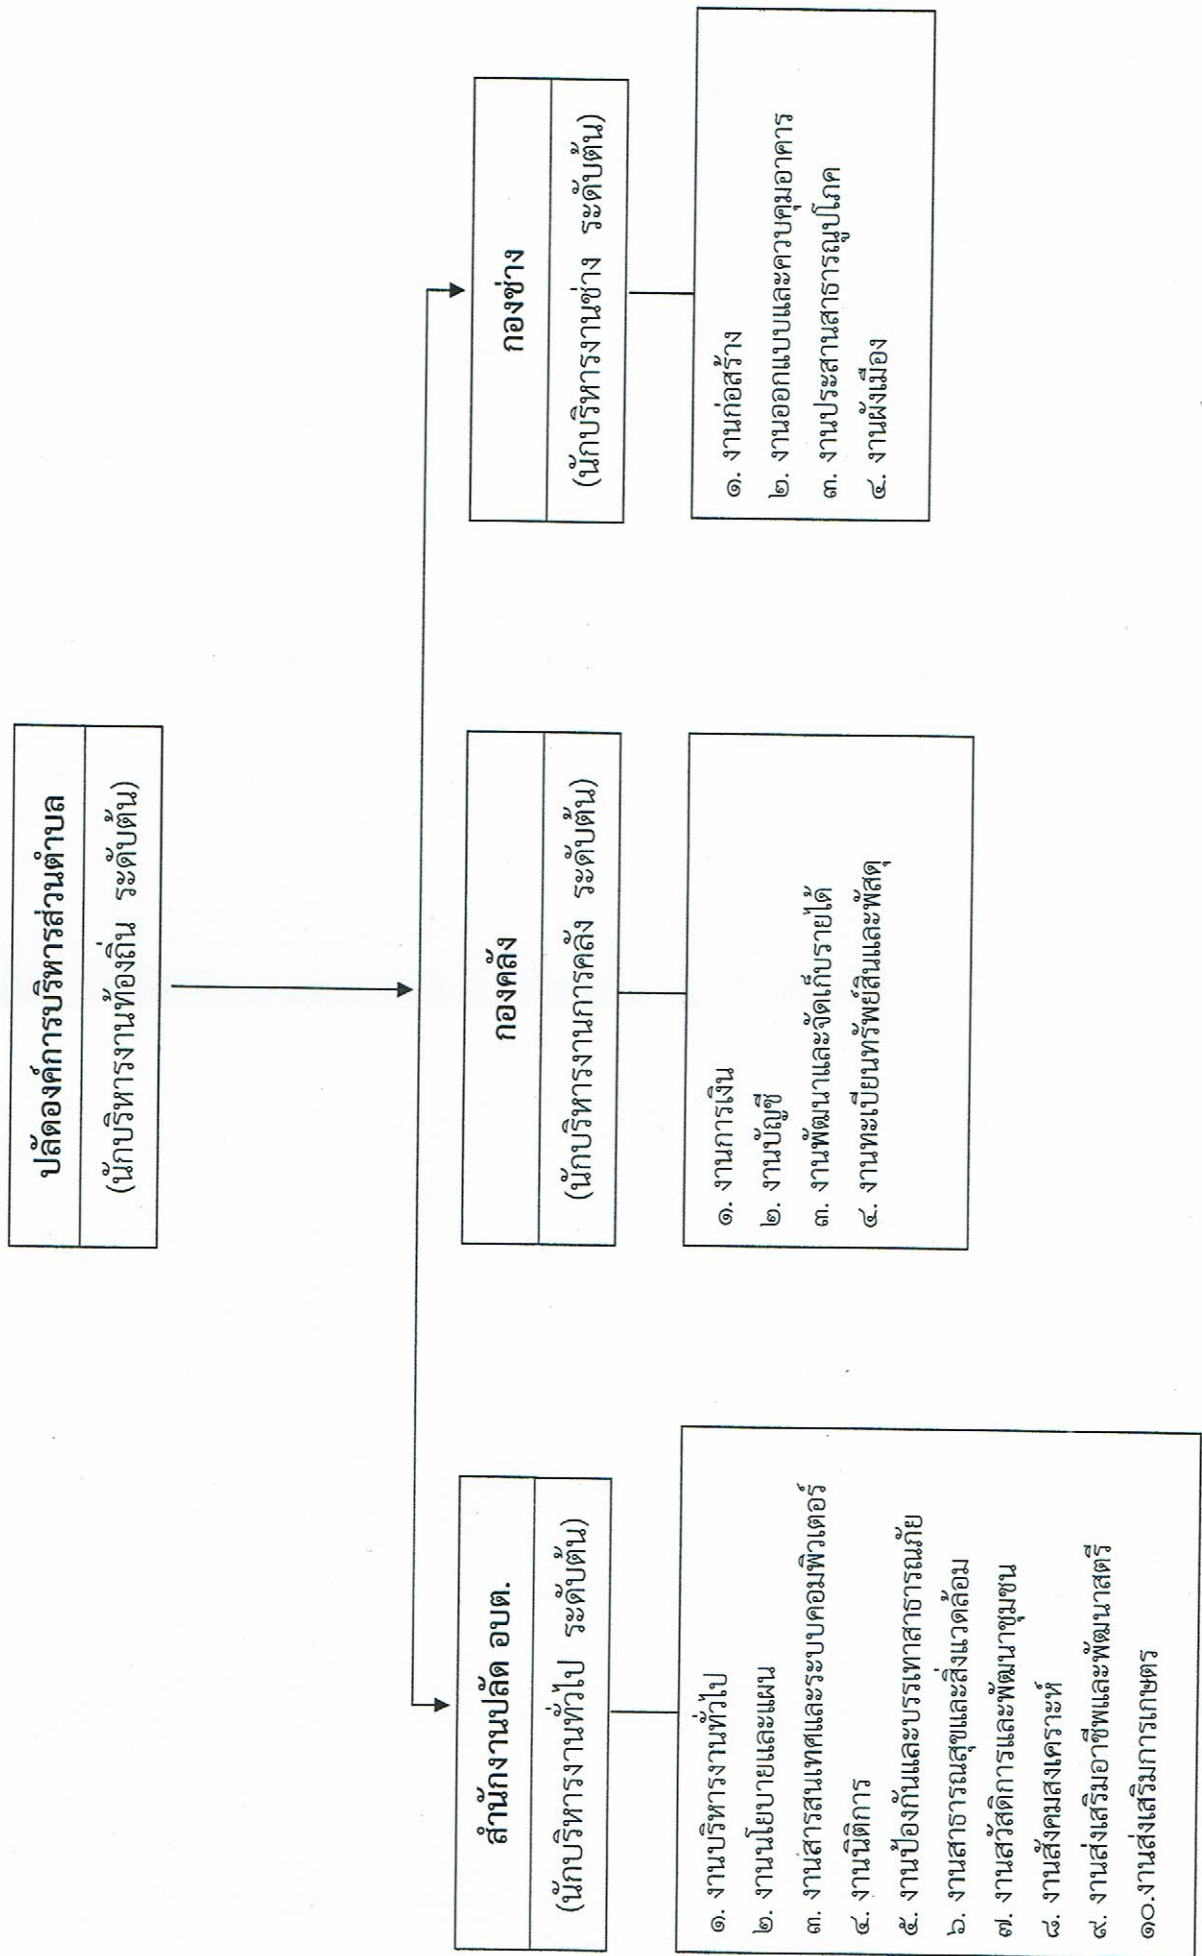 ปลัดองค์การบริหารส่วนตำบล
(นักบริหารงานท้องถิ่น ระดับต้น)
สำนักงานปลัด อบต.
(นักบริหารงานทั่วไป ระดับต้น)
๑. งานบริหารงานทั่วไป
๒. งานนโยบายและแผน
๓. งานสารสนเทศและระบบคอมพิวเตอร์
๔. งานนิติการ
๕. งานป้องกันและบรรเทาสาธารณภัย
๖. งานสาธารณสุขและสิ่งแวดล้อม
๗. งานสวัสดิการและพัฒนาชุมชน
๘. งานสังคมสงเคราะห์
๙. งานส่งเสริมอาชีพและพัฒนาสตรี
๑๐.งานส่งเสริมการเกษตร
กองคลัง
(นักบริหารงานการคลัง ระดับต้น)
๑. งานการเงิน
๒. งานบัญชี
๓. งานพัฒนาและจัดเก็บรายได้
๔. งานทะเบียนทรัพย์สินและพัสดุ
กองช่าง
(นักบริหารงานช่าง ระดับต้น)
๑. งานก่อสร้าง
๒. งานออกแบบและควบคุมอาคาร
๓. งานประสานสาธารณูปโภค
๔. งานผังเมือง